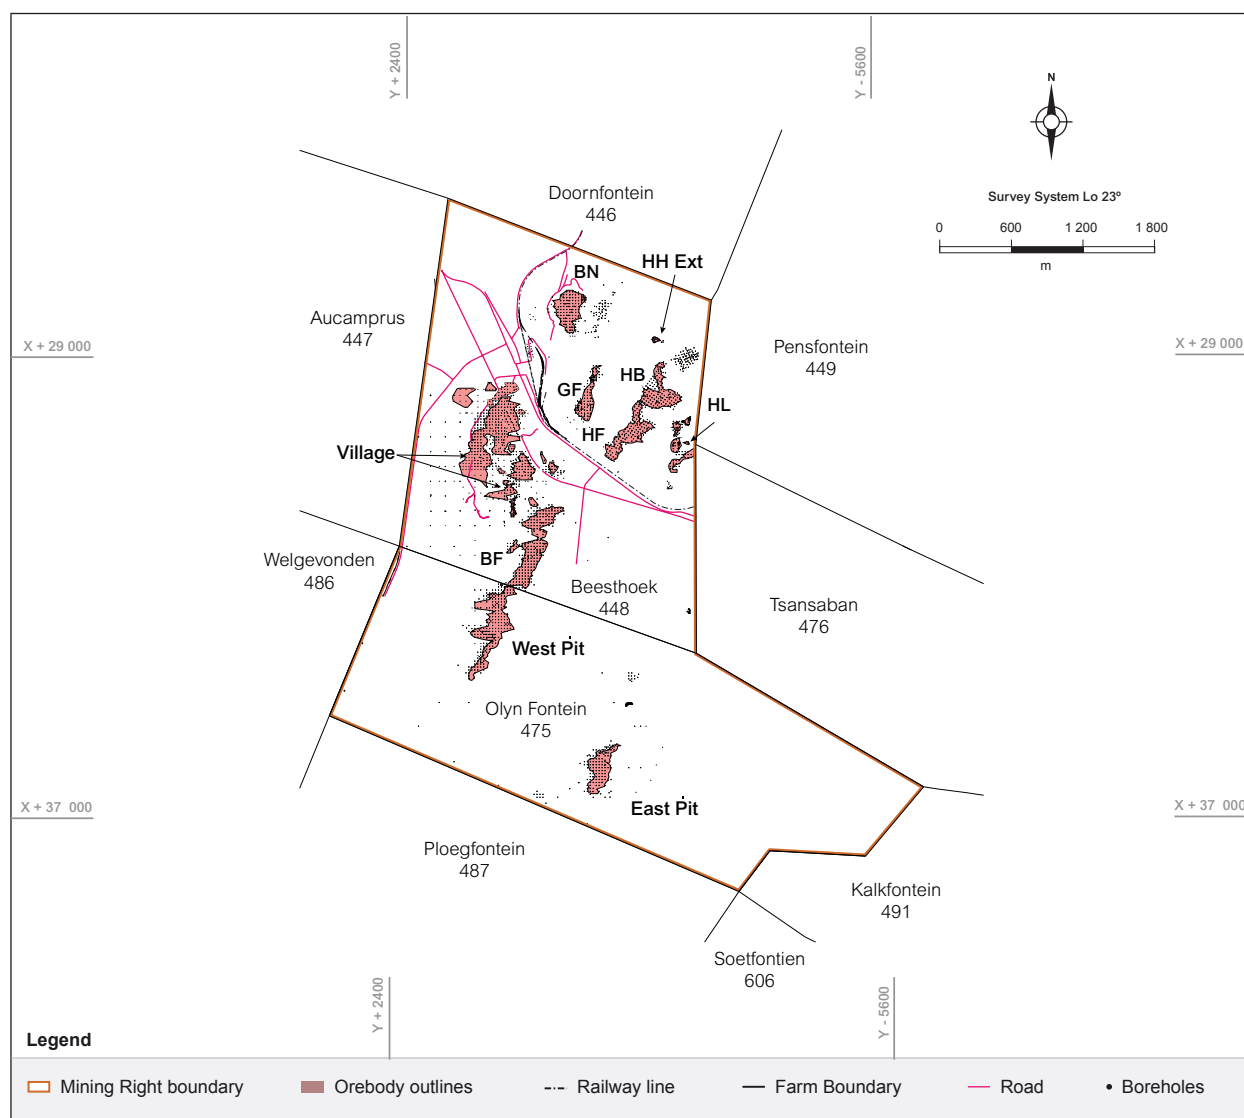 Y + 2400
Y - 5600
N
Survey System Lo 23º
0 600 1 200 1 800
m
Doornfontein
446
HH Ext
BN
Aucamprus
447
X + 29 000
X + 29 000
Pensfontein
449
HB
GF
HL
HF
Village
BF
Welgevonden
486
Beesthoek
448
Tsansaban
476
West Pit
Olyn Fontein
475
East Pit
X + 37 000
X + 37 000
Ploegfontein
487
Kalkfontein
491
Soetfontien
606
Y + 2400
Y - 5600
Legend
Mining Right boundary
Orebody outlines
Railway line
Farm Boundary
Road
Boreholes